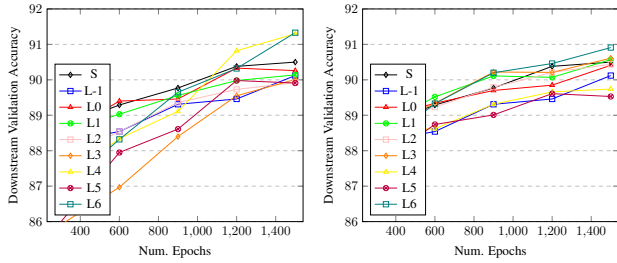 92
91
90
89
88
87
86
Downstream Validation Accuracy
S
L-1
L0
L1
L2
L3
L4
L5
L6
400 600 800 1,000 1,200 1,400
Num. Epochs
92
91
90
89
88
87
86
Downstream Validation Accuracy
S
L-1
L0
L1
L2
L3
L4
L5
L6
400 600 800 1,000 1,200 1,400
Num. Epochs